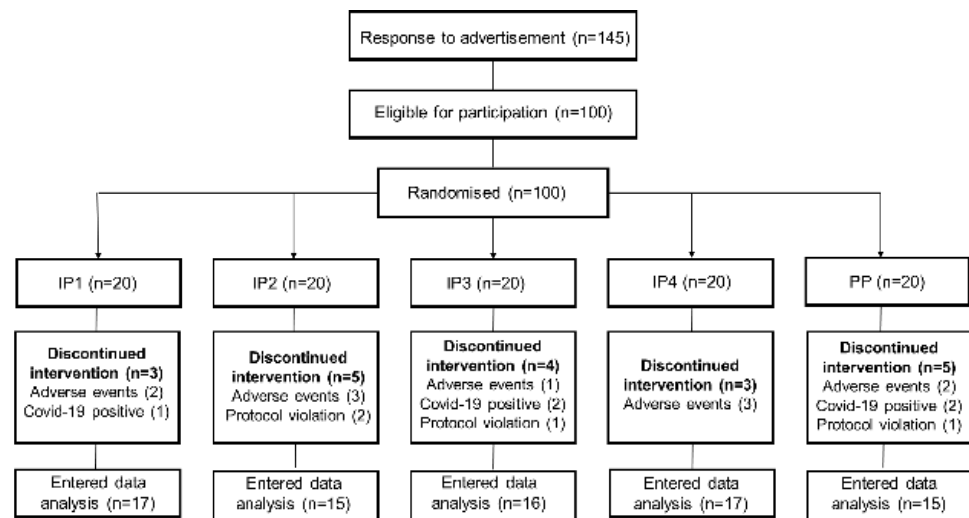 Response to advertisement (n=145)
Eligible for participation (n=100)
Randomised (n=100)
IP1 (n=20)
IP2 (n=20)
IP3 (n=20)
IP4 (n=20)
PP (n=20)
Discontinued
intervention (n=3)
Adverse events (2)
Covid-19 positive (1)
Discontinued
intervention (n=5)
Adverse events (3)
Protocol violation (2)
Discontinued
intervention (n=4)
Adverse events (1)
Covid-19 positive (2)
Protocol violation (1)
Discontinued
intervention (n=3)
Adverse events (3)
Discontinued
intervention (n=5)
Adverse events (2)
Covid-19 positive (2)
Protocol violation (1)
Entered data
analysis (n=17)
Entered data
analysis (n=15)
Entered data
analysis (n=16)
Entered data
analysis (n=17)
Entered data
analysis (n=15)